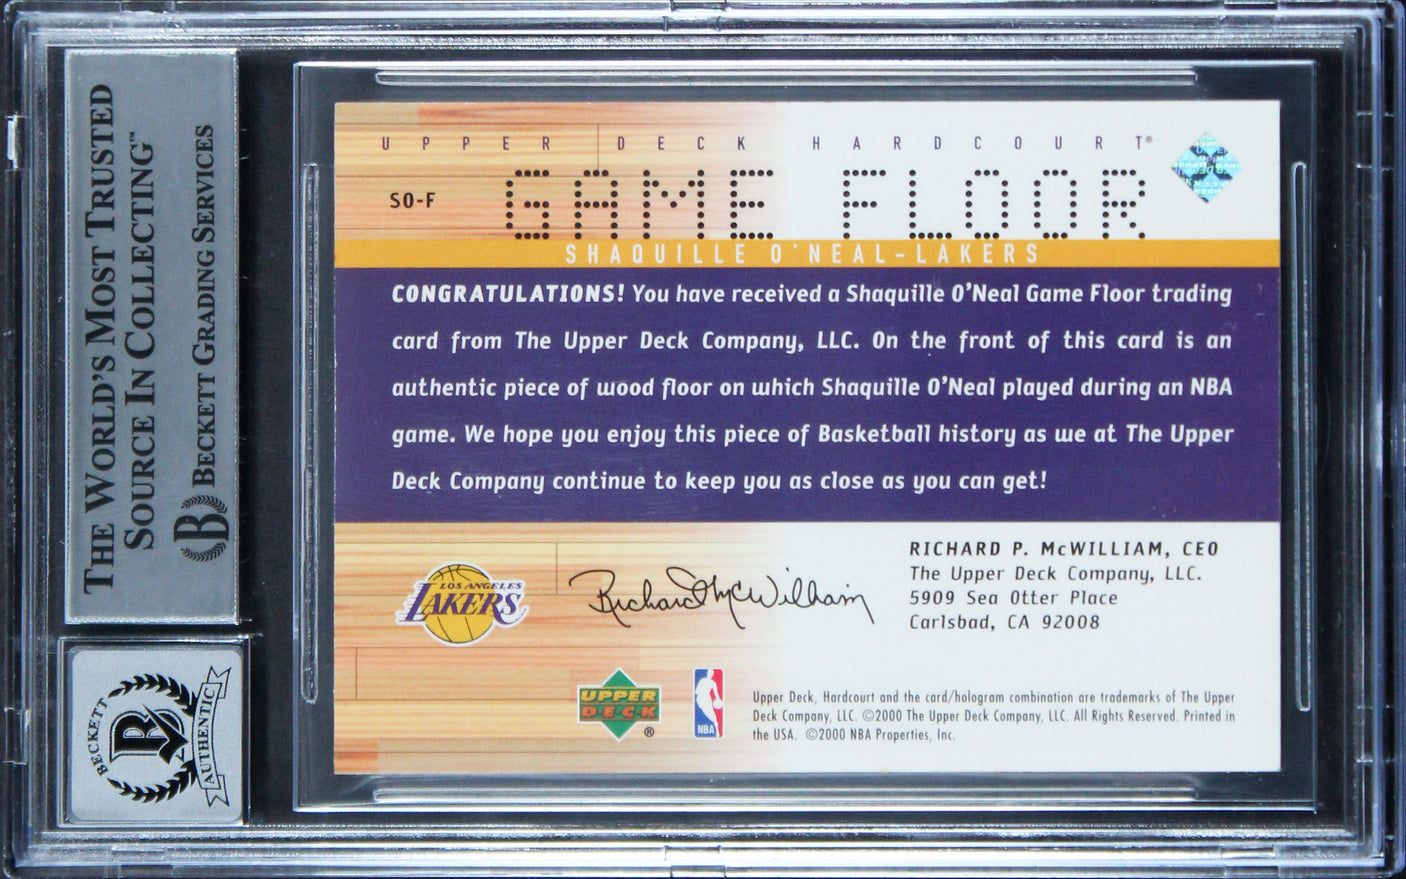 THE WORLD'S MOST TRUSTED
SOURCE IN COLLECTING™
BECKETT GRADING SERVICES
BECKETT
AUTHENTIC
UPPER DECK HARDCOURT®
SO-F
GAME FLOOR
SHAQUILLE O'NEAL-LAKERS
CONGRATULATIONS! You have received a Shaquille O'Neal Game Floor trading
card from The Upper Deck Company, LLC. On the front of this card is an
authentic piece of wood floor on which Shaquille O'Neal played during an NBA
game. We hope you enjoy this piece of Basketball history as we at The Upper
Deck Company continue to keep you as close as you can get!
LOS ANGELES
LAKERS
Richard McWilliam
RICHARD P. McWILLIAM, CEO
The Upper Deck Company, LLC.
5909 Sea Otter Place
Carlsbad, CA 92008
UPPER
DECK®
NBA
Upper Deck, Hardcourt and the card/hologram combination are trademarks of The Upper
Deck Company, LLC. ©2000 The Upper Deck Company, LLC. All Rights Reserved. Printed in
the USA. ©2000 NBA Properties, Inc.